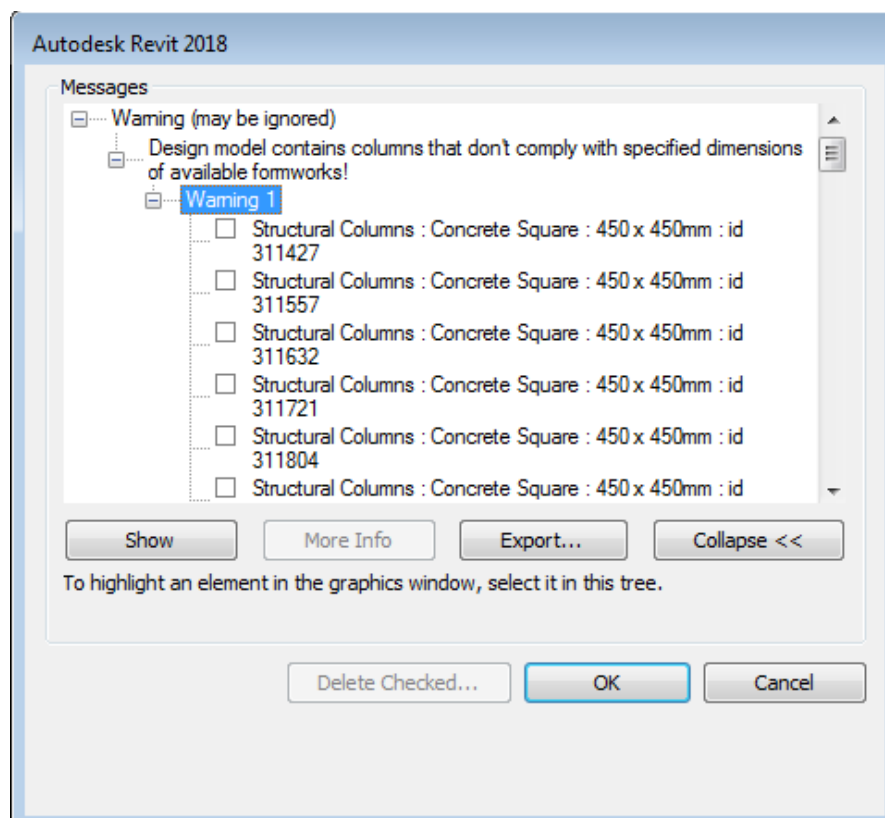 Autodesk Revit 2018
Messages
Warning (may be ignored)
Design model contains columns that don't comply with specified dimensions
of available formworks!
Warning 1
Structural Columns : Concrete Square : 450 x 450mm : id
311427
Structural Columns : Concrete Square : 450 x 450mm : id
311557
Structural Columns : Concrete Square : 450 x 450mm : id
311632
Structural Columns : Concrete Square : 450 x 450mm : id
311721
Structural Columns : Concrete Square : 450 x 450mm : id
311804
Structural Columns : Concrete Square : 450 x 450mm : id
Show More Info Export... Collapse <<
To highlight an element in the graphics window, select it in this tree.
Delete Checked... OK Cancel